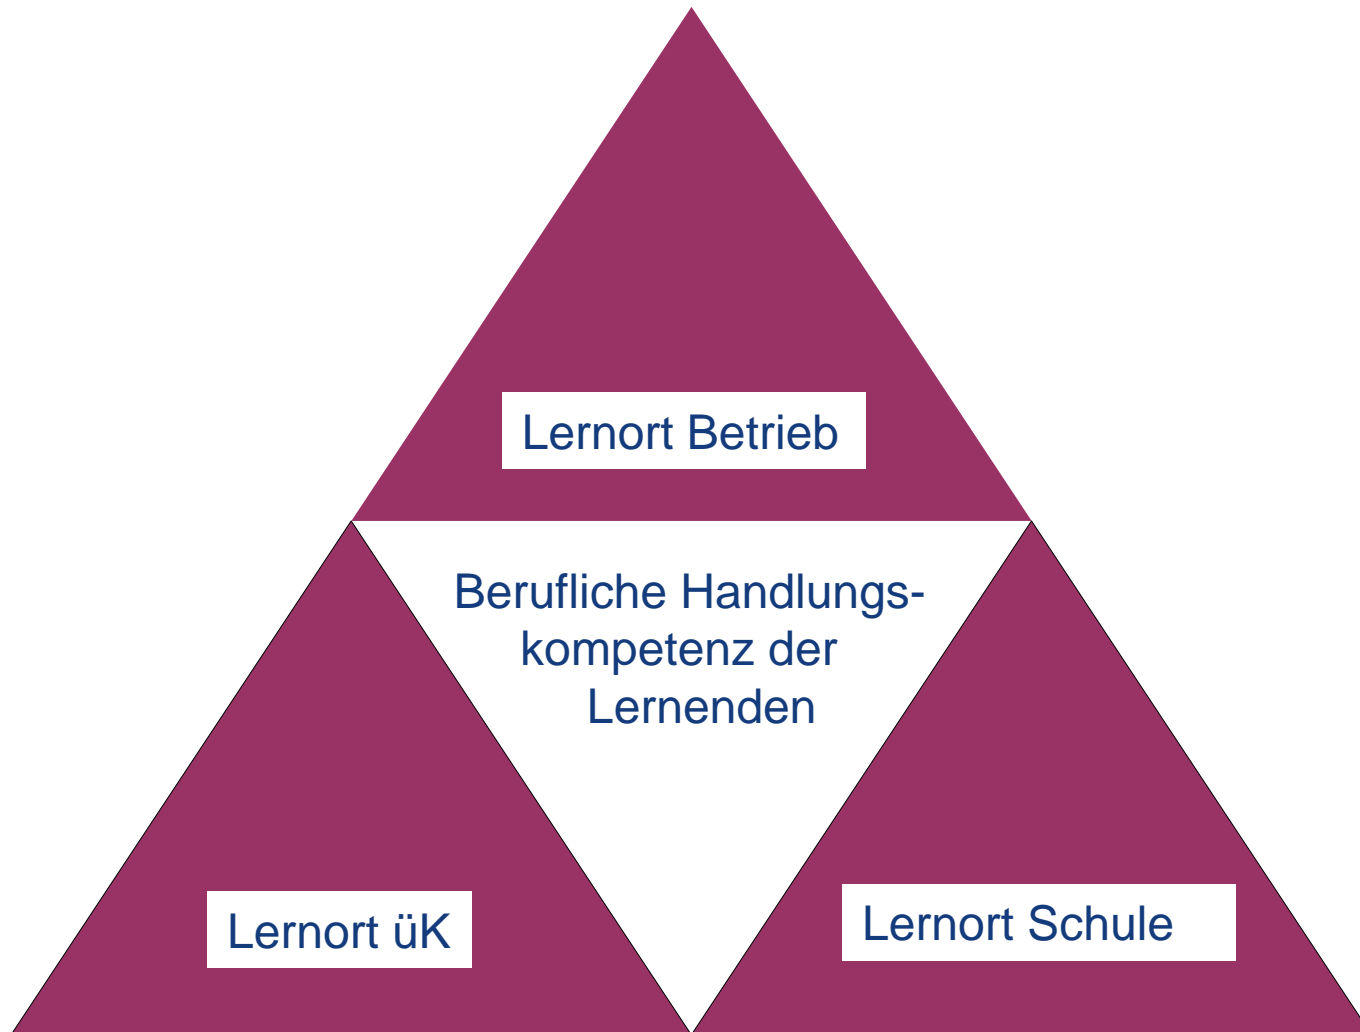 Lernort Betrieb
Berufliche Handlungs-
kompetenz der
Lernenden
Lernort üK
Lernort Schule